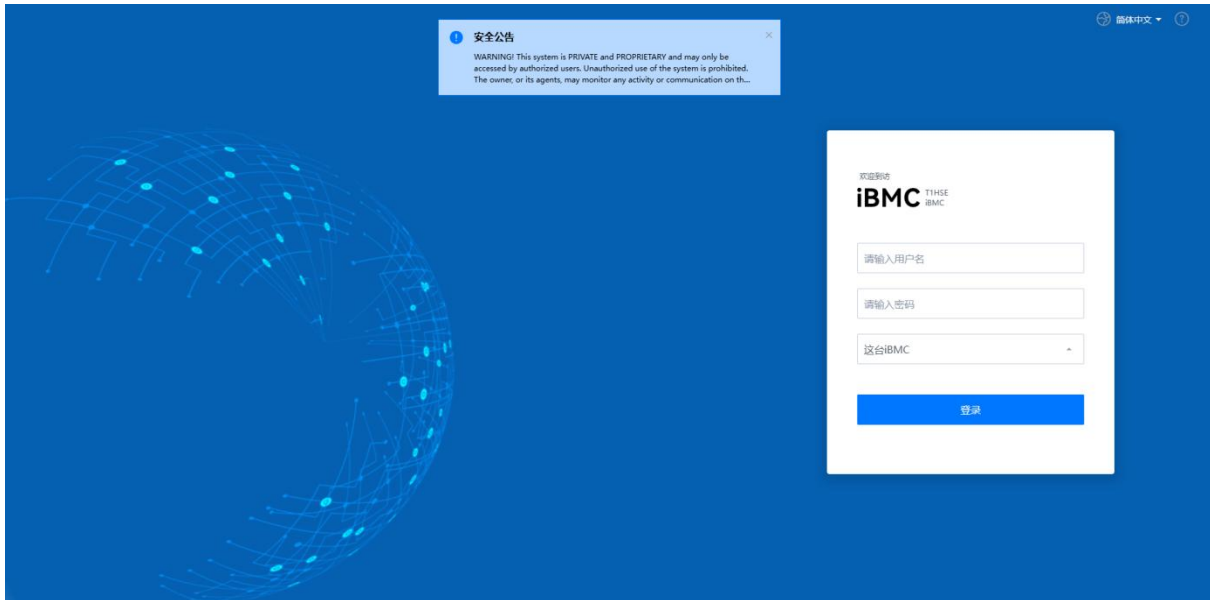 简体中文
安全公告
WARNING! This system is PRIVATE and PROPRIETARY and may only be
accessed by authorized users. Unauthorized use of the system is prohibited.
The owner, or its agents, may monitor any activity or communication on th...
欢迎到访
iBMC T1HSE
iBMC
请输入用户名
请输入密码
这台iBMC
登录